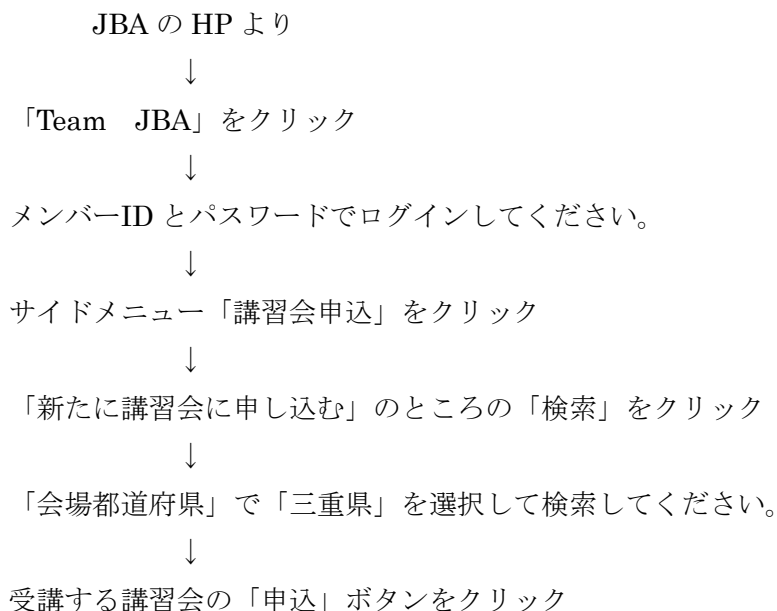 JBA の HP より
↓
「Team　JBA」をクリック
↓
メンバーID とパスワードでログインしてください。
↓
サイドメニュー「講習会申込」をクリック
↓
「新たに講習会に申し込む」のところの「検索」をクリック
↓
「会場都道府県」で「三重県」を選択して検索してください。
↓
受講する講習会の「申込」ボタンをクリック